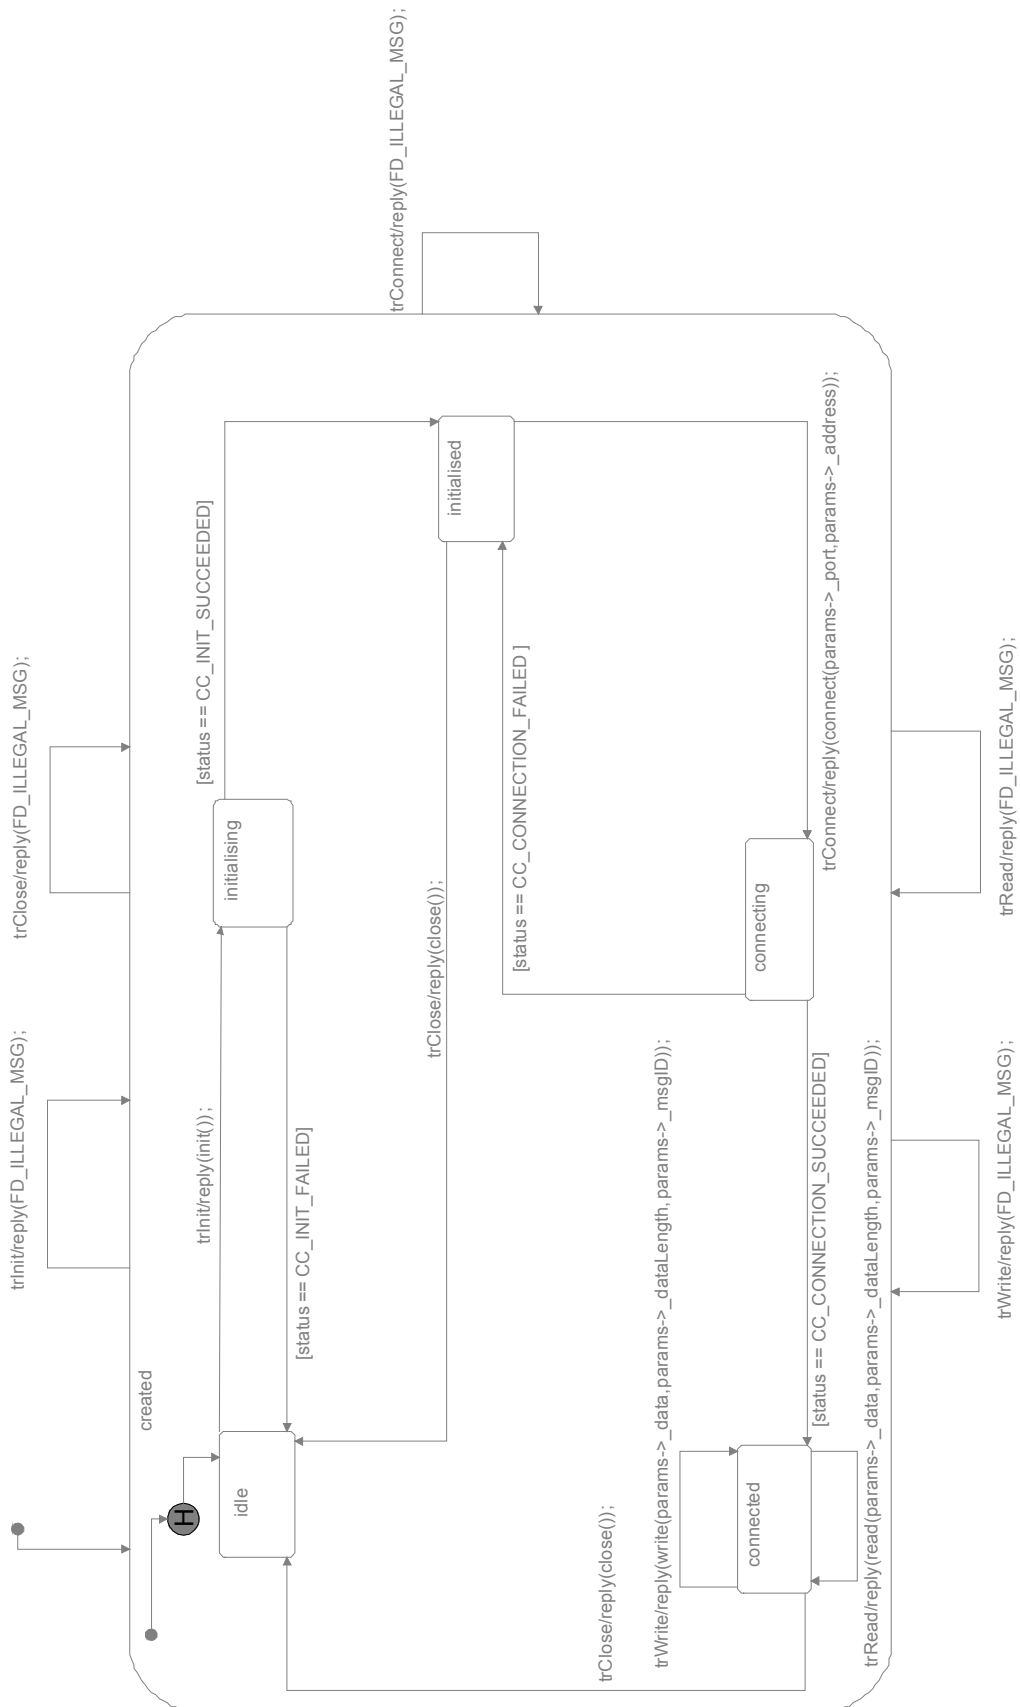 trInit/reply(FD_ILLEGAL_MSG);
trClose/reply(FD_ILLEGAL_MSG);
created
H
idle
trInit/reply(init());
[status == CC_INIT_FAILED]
initialising
[status == CC_INIT_SUCCEEDED]
trConnect/reply(FD_ILLEGAL_MSG);
trClose/reply(close());
initialised
[status == CC_CONNECTION_FAILED ]
trClose/reply(close());
trWrite/reply(write(params->_data,params->_dataLength,params->_msgID));
connected
connecting
[status == CC_CONNECTION_SUCCEEDED]
trConnect/reply(connect(params->_port,params->_address));
trRead/reply(read(params->_data,params->_dataLength,params->_msgID));
trWrite/reply(FD_ILLEGAL_MSG);
trRead/reply(FD_ILLEGAL_MSG);